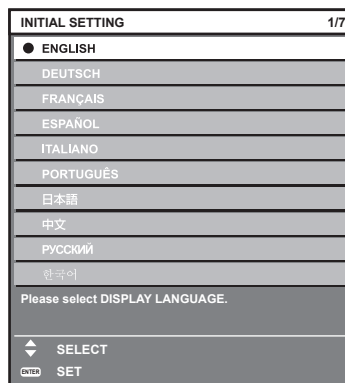 INITIAL SETTING 1/7
ENGLISH
DEUTSCH
FRANÇAIS
ESPAÑOL
ITALIANO
PORTUGUÊS
日本語
中文
РУССКИЙ
한국어
Please select DISPLAY LANGUAGE.
SELECT
ENTER SET